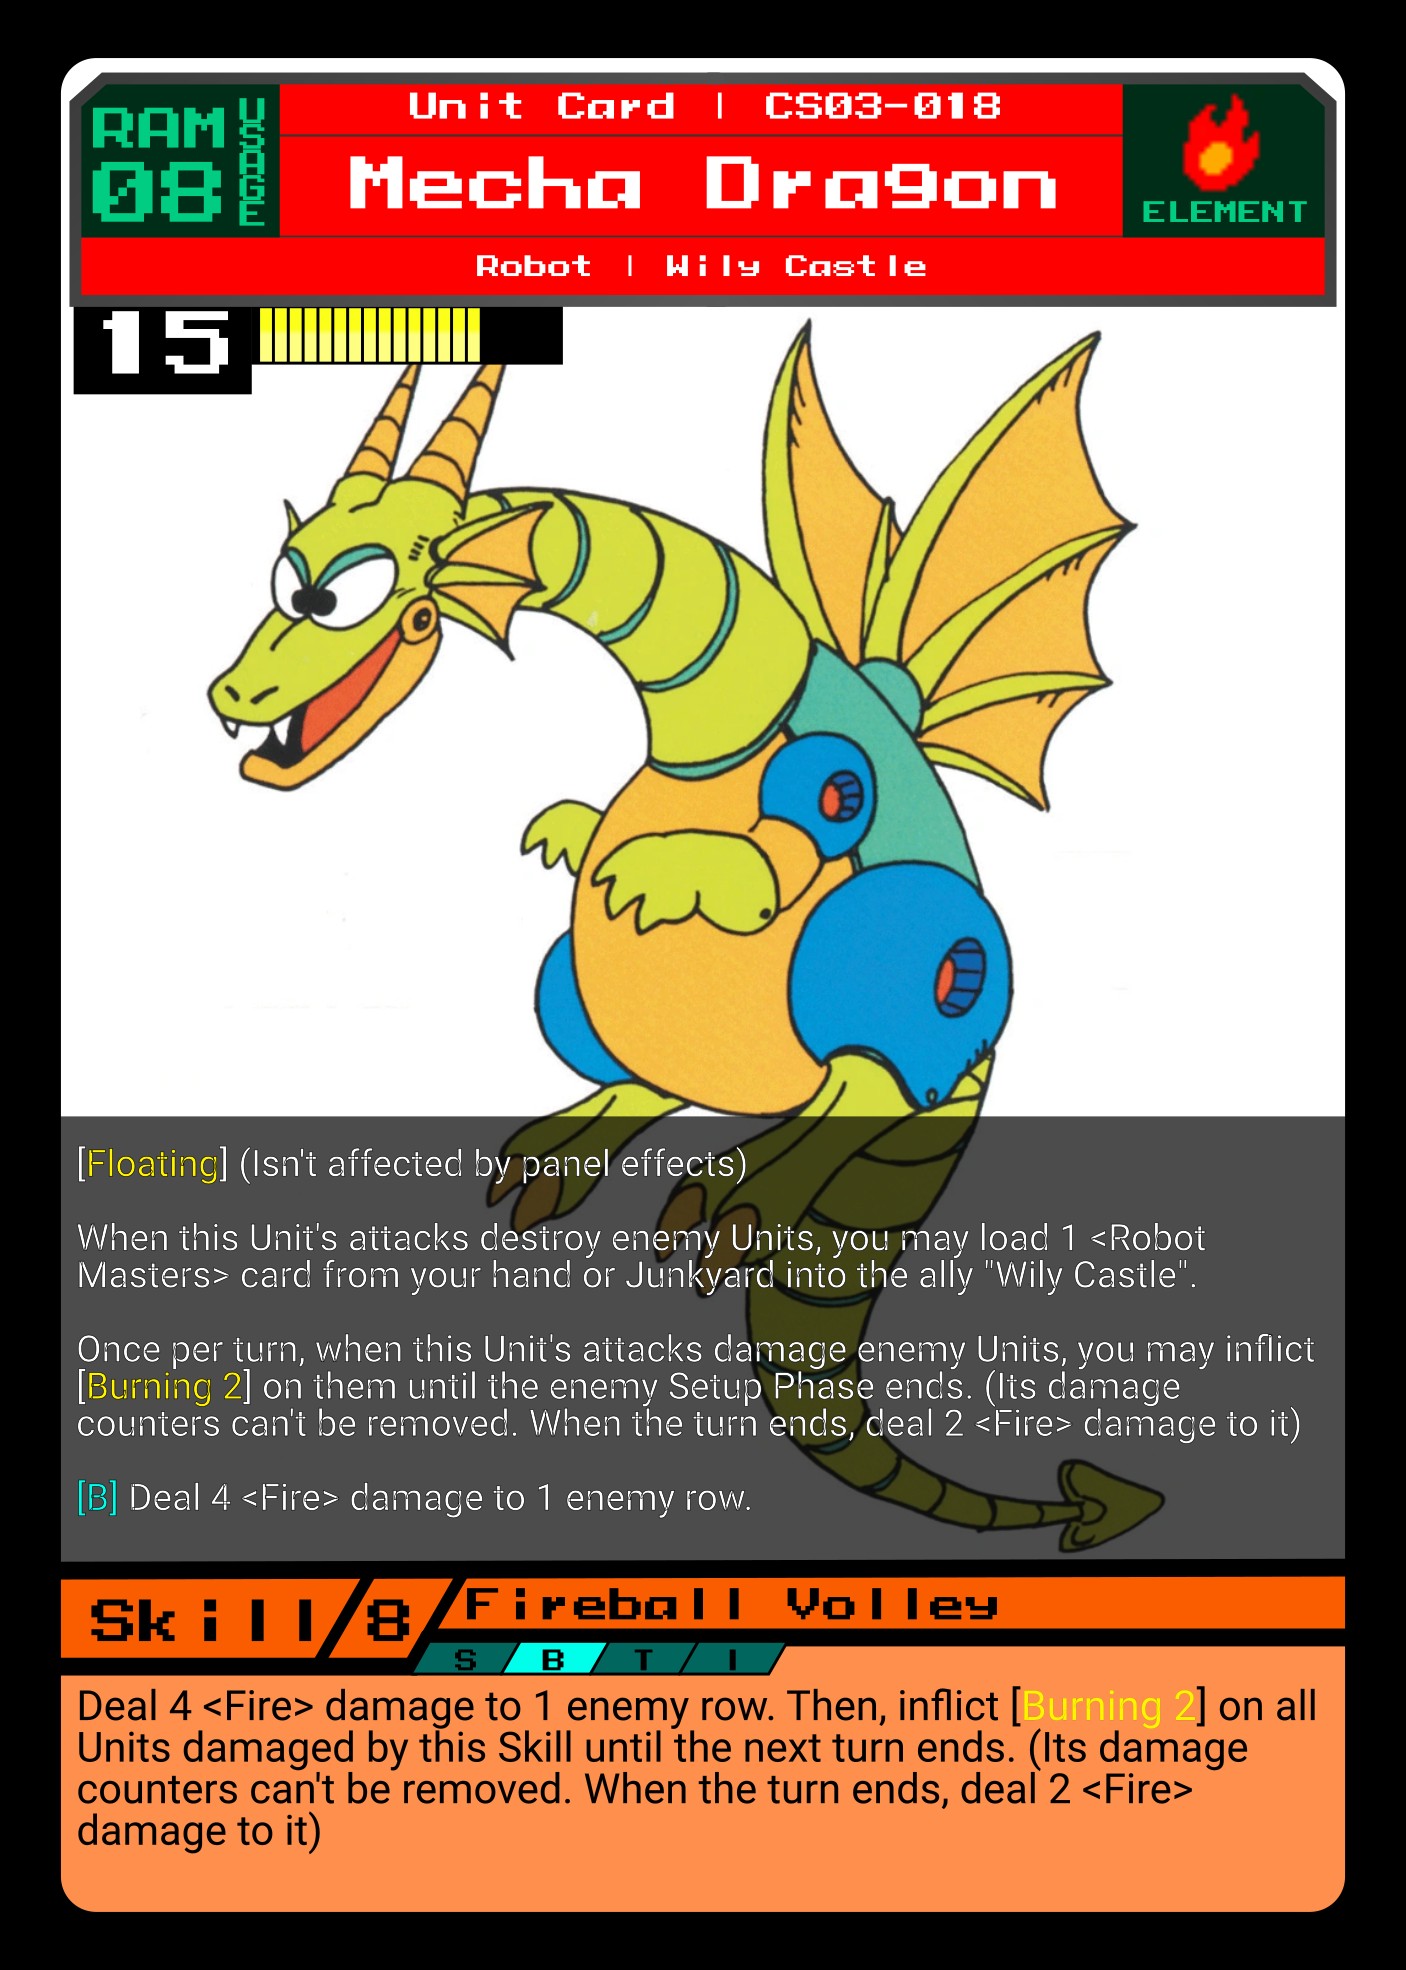 RAM
08
USAGE
Unit Card | CS03-018
Mecha Dragon
ELEMENT
Robot | Wily Castle
15
[Floating] (Isn't affected by panel effects)
When this Unit's attacks destroy enemy Units, you may load 1 <Robot
Masters> card from your hand or Junkyard into the ally "Wily Castle".
Once per turn, when this Unit's attacks damage enemy Units, you may inflict
[Burning 2] on them until the enemy Setup Phase ends. (Its damage
counters can't be removed. When the turn ends, deal 2 <Fire> damage to it)
[B] Deal 4 <Fire> damage to 1 enemy row.
Skill/8/Fireball Volley
S B T I
Deal 4 <Fire> damage to 1 enemy row. Then, inflict [Burning 2] on all
Units damaged by this Skill until the next turn ends. (Its damage
counters can't be removed. When the turn ends, deal 2 <Fire>
damage to it)